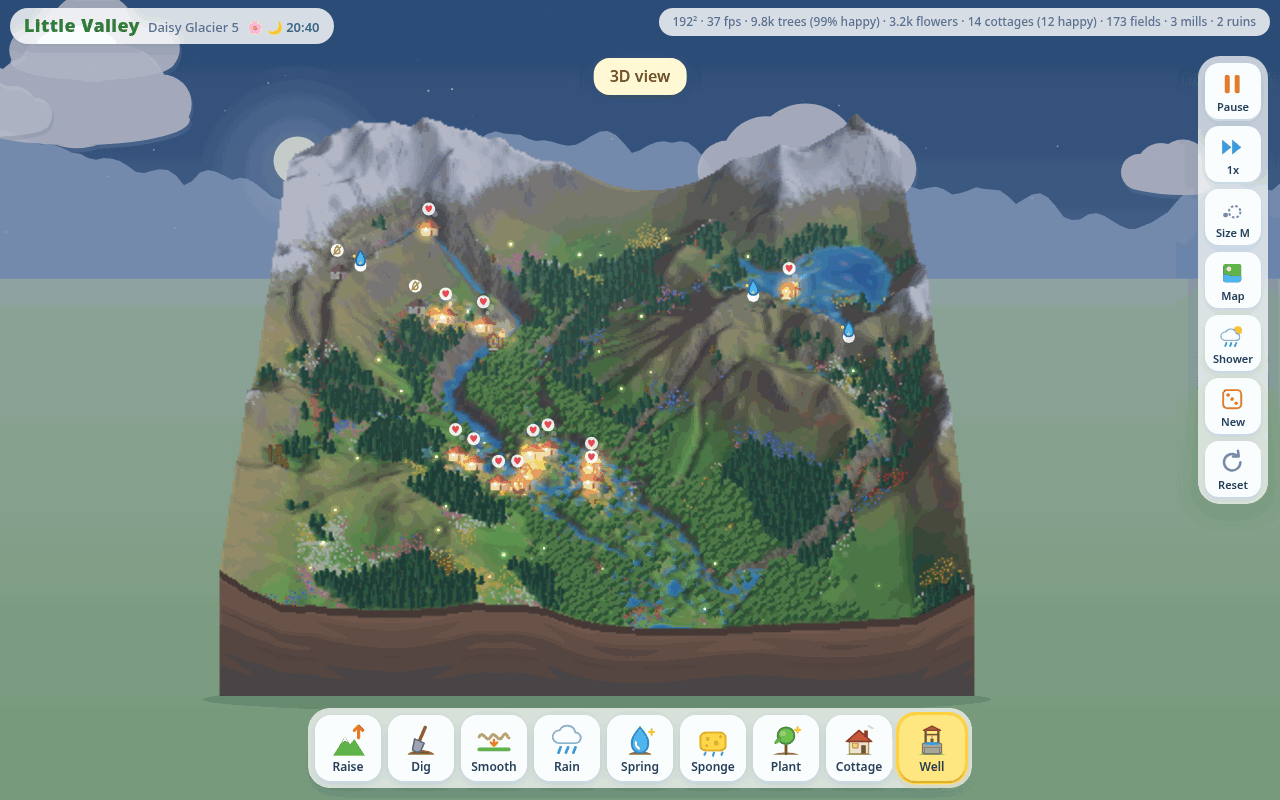 Little Valley Daisy Glacier 5 20:40
192² · 37 fps · 9.8k trees (99% happy) · 3.2k flowers · 14 cottages (12 happy) · 173 fields · 3 mills · 2 ruins
3D view
Pause
1x
Size M
Map
Shower
New
Reset
Raise
Dig
Smooth
Rain
Spring
Sponge
Plant
Cottage
Well